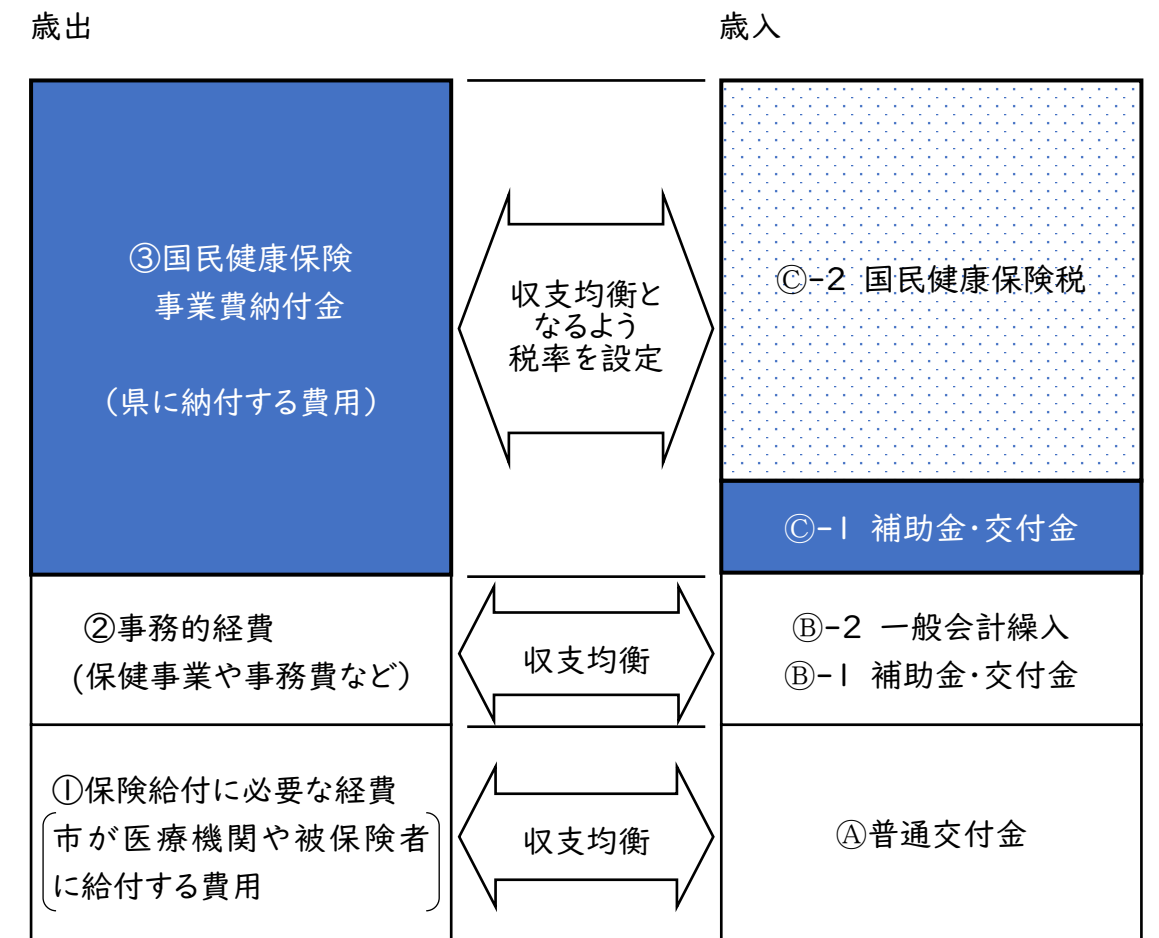 歳出
歳入
③国民健康保険
事業費納付金
（県に納付する費用）
収支均衡と
なるよう
税率を設定
Ⓒ-2 国民健康保険税
Ⓒ-1 補助金・交付金
②事務的経費
(保健事業や事務費など）
収支均衡
Ⓑ-2 一般会計繰入
Ⓑ-1 補助金・交付金
①保険給付に必要な経費
市が医療機関や被保険者
に給付する費用
収支均衡
Ⓐ普通交付金